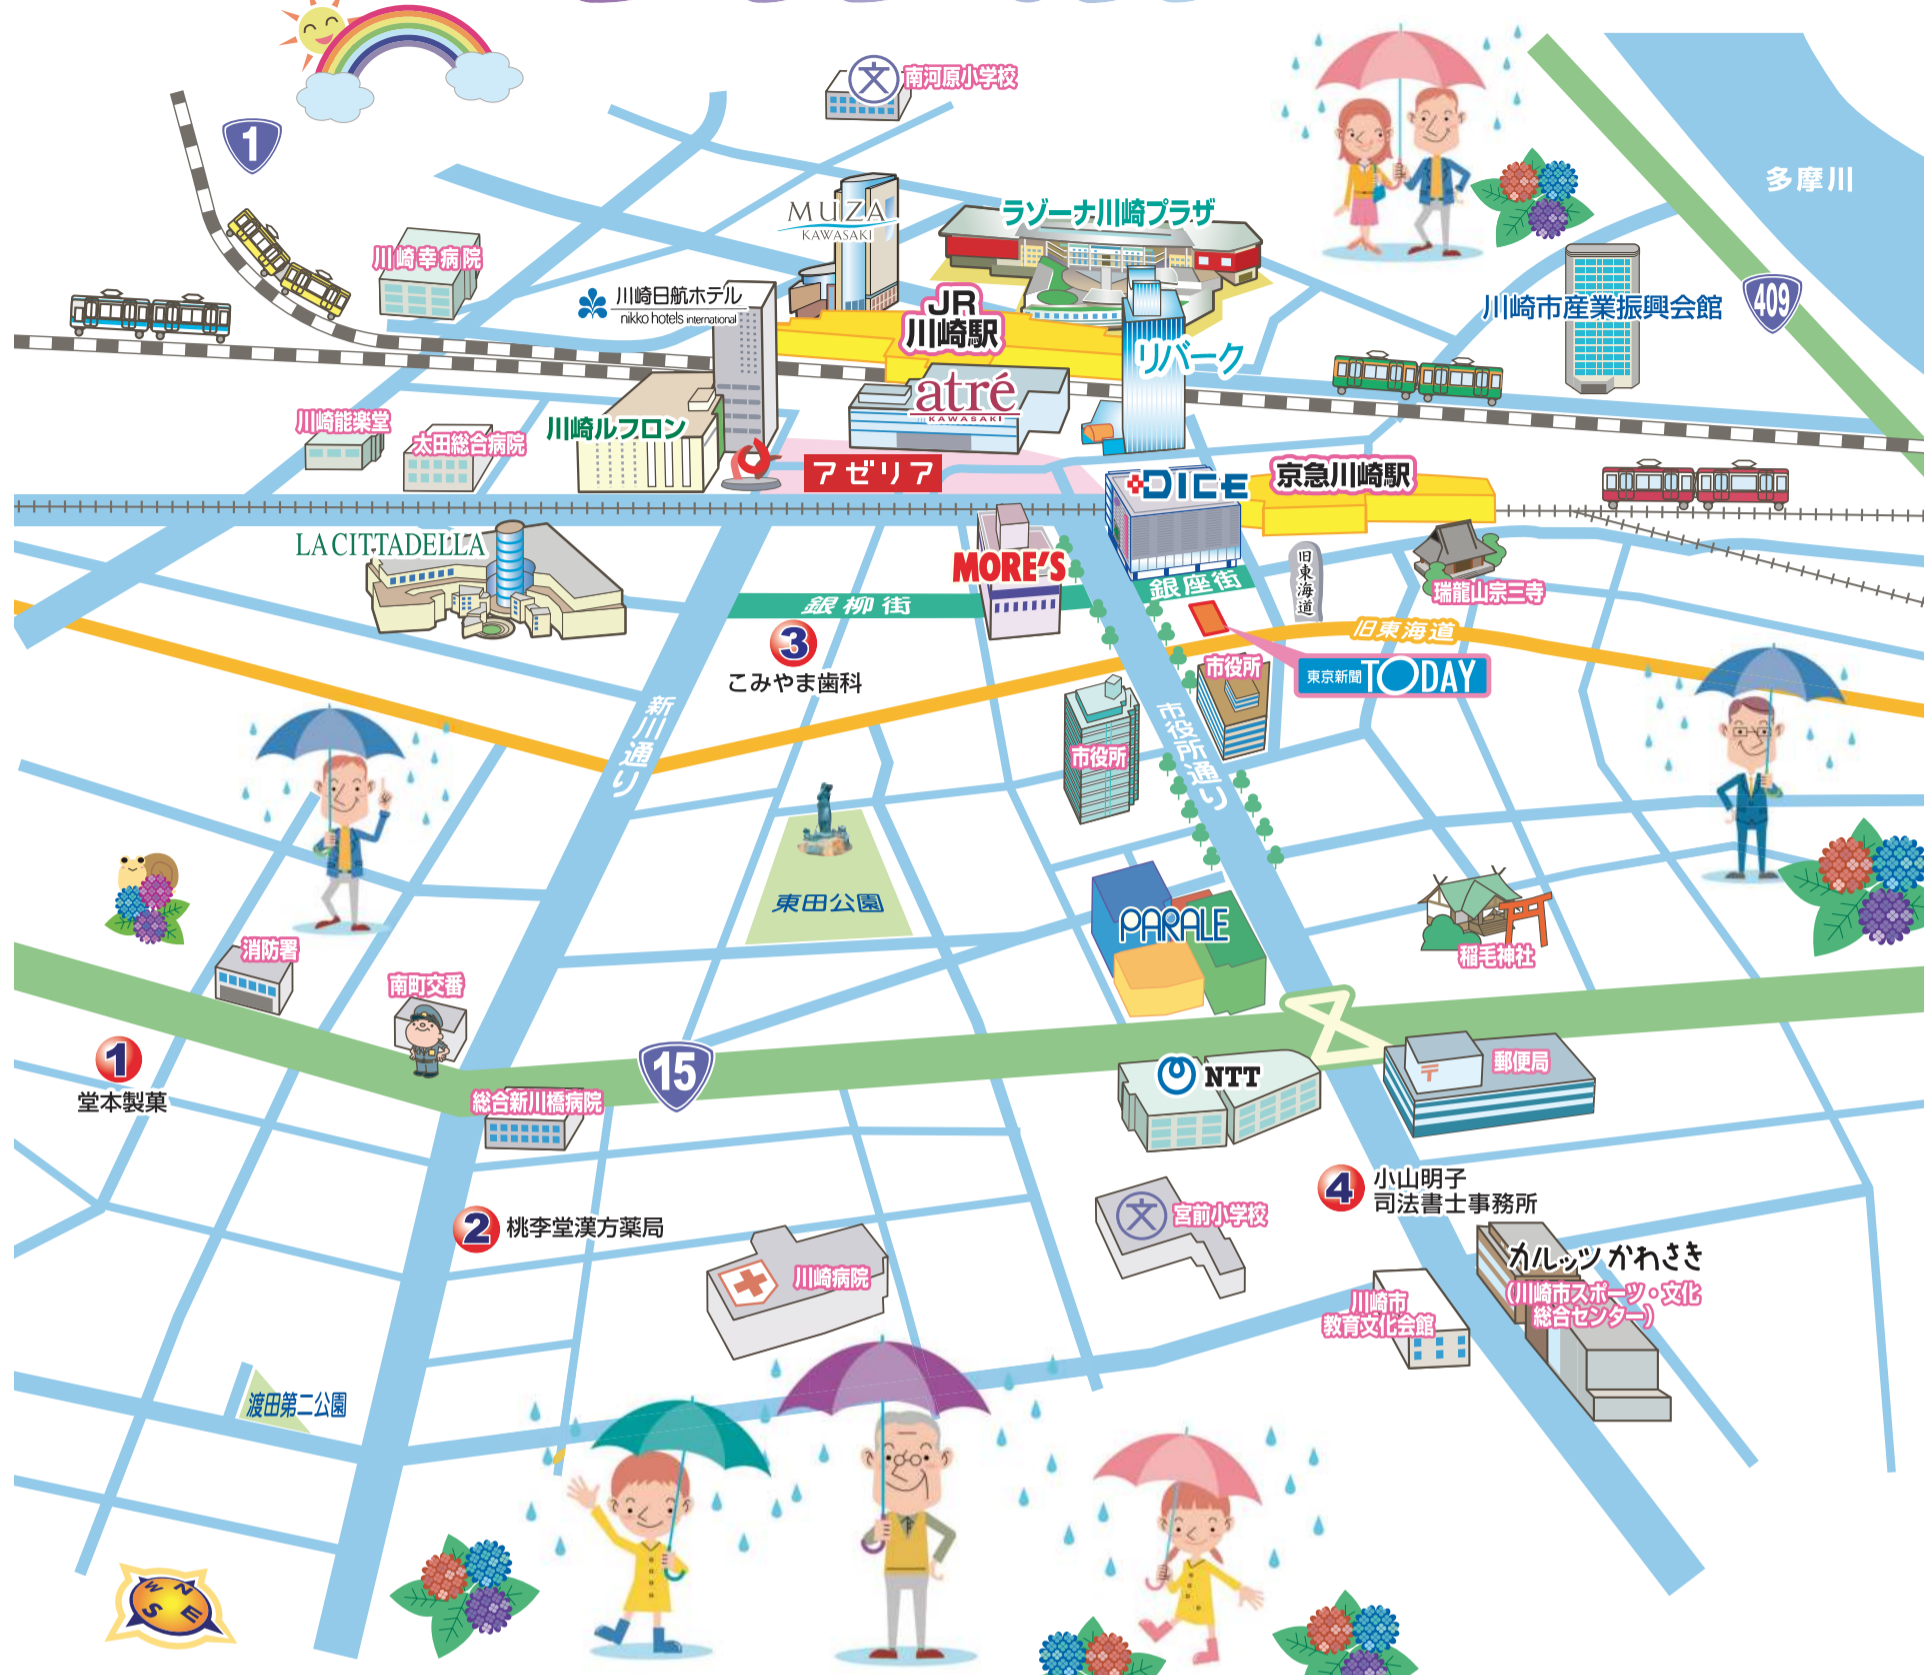 南河原小学校
1
多摩川
MUZA
KAWASAKI
ラゾーナ川崎プラザ
川崎幸病院
川崎日航ホテル
nikko hotels international
JR
川崎駅
川崎市産業振興会館
409
リバーク
atré
KAWASAKI
川崎能楽堂
太田総合病院
川崎ルフロン
アゼリア
DICE
京急川崎駅
LA CITTADELLA
MORE'S
銀座街
旧東海道
瑞龍山宗三寺
銀柳街
旧東海道
3
こみやま歯科
市役所
東京新聞 TODAY
新川通り
市役所通り
市役所
東田公園
PARALE
稲毛神社
消防署
南町交番
1
堂本製菓
15
総合新川橋病院
NTT
郵便局
〒
2 桃李堂漢方薬局
川崎病院
文
文
宮前小学校
4
小山明子
司法書士事務所
カルッツかわさき
(川崎市スポーツ・文化
総合センター)
川崎市
教育文化会館
渡田第二公園
W N
S E